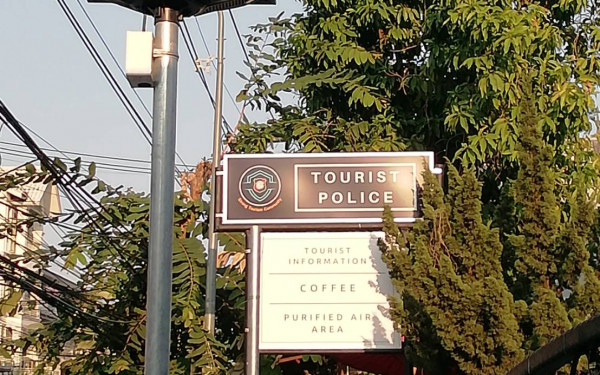 TOURIST
POLICE
TOURIST
INFORMATION
COFFEE
PURIFIED AIR
AREA